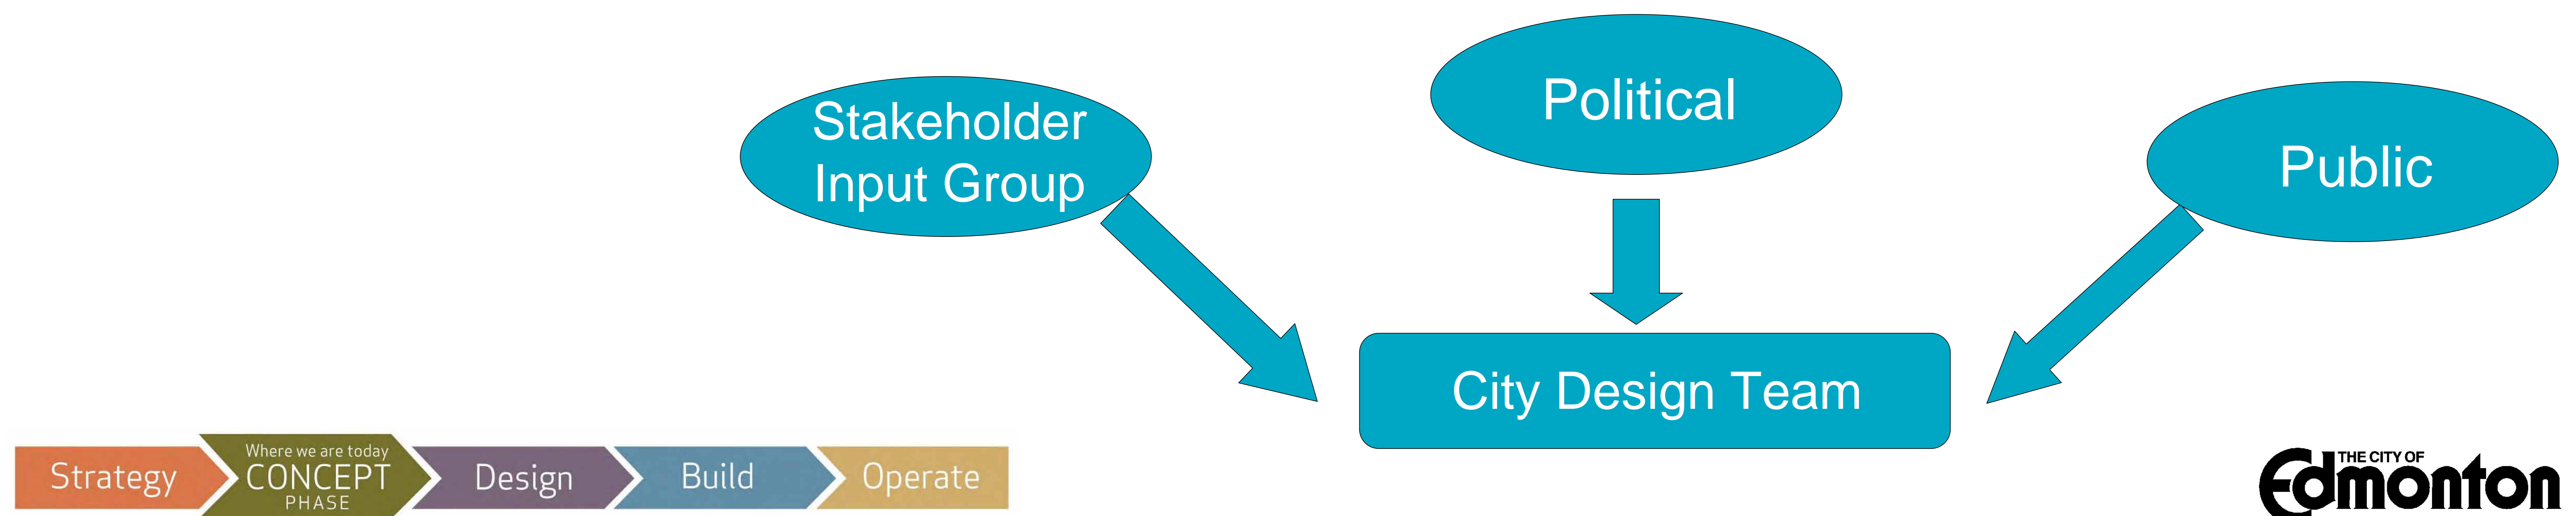 Stakeholder
Input Group
Political
Public
City Design Team
Strategy
Where we are today
CONCEPT
PHASE
Design
Build
Operate
THE CITY OF
Edmonton